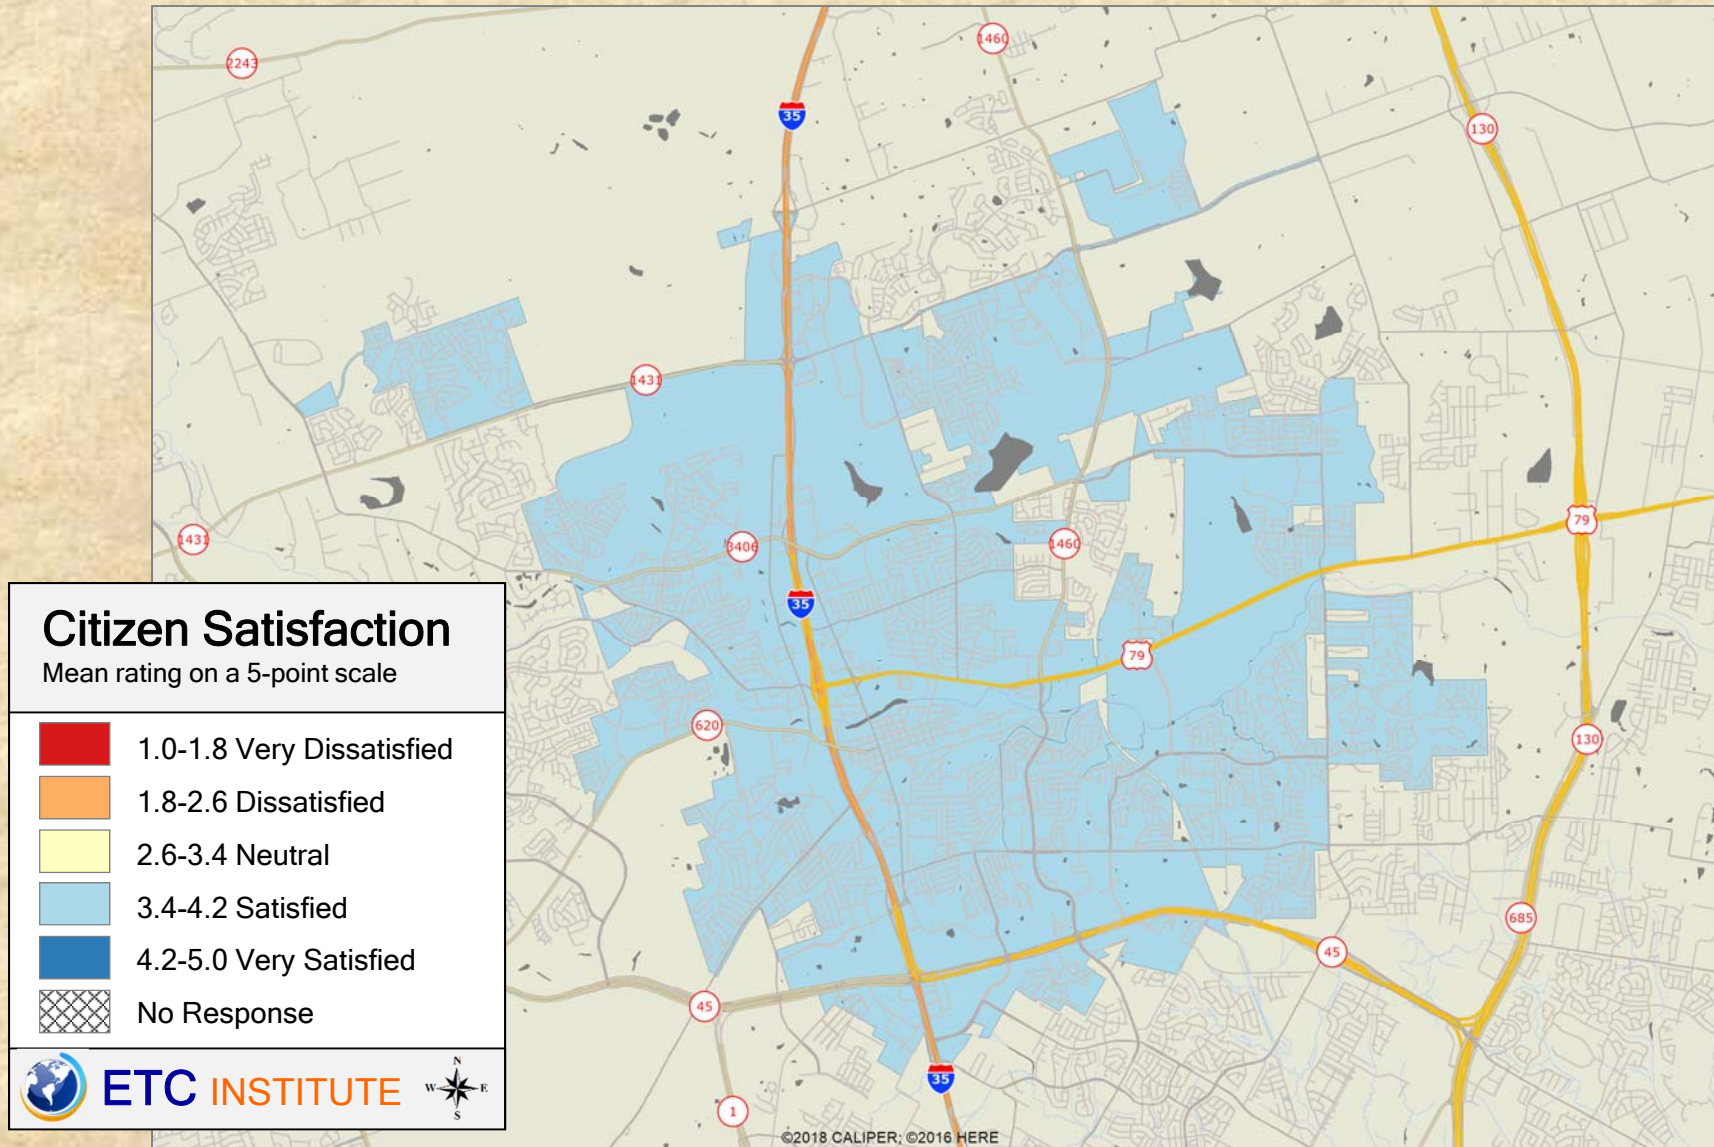 2243
1460
35
130
1431
1431
3406
1460
35
79
79
620
130
685
45
45
35
1
Citizen Satisfaction
Mean rating on a 5-point scale
1.0-1.8 Very Dissatisfied
1.8-2.6 Dissatisfied
2.6-3.4 Neutral
3.4-4.2 Satisfied
4.2-5.0 Very Satisfied
No Response
ETC INSTITUTE
N
W E
S
©2018 CALIPER; ©2016 HERE